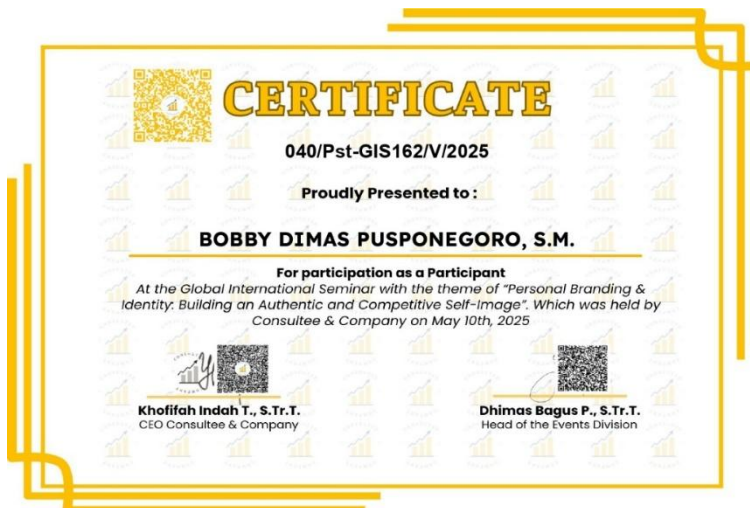 CERTIFICATE
040/Pst-GIS162/V/2025
Proudly Presented to :
BOBBY DIMAS PUSPONEGORO, S.M.
For participation as a Participant
At the Global International Seminar with the theme of "Personal Branding &
Identity: Building an Authentic and Competitive Self-Image". Which was held by
Consultee & Company on May 10th, 2025
Khofifah Indah T., S.Tr.T.
CEO Consultee & Company
Dhimas Bagus P., S.Tr.T.
Head of the Events Division